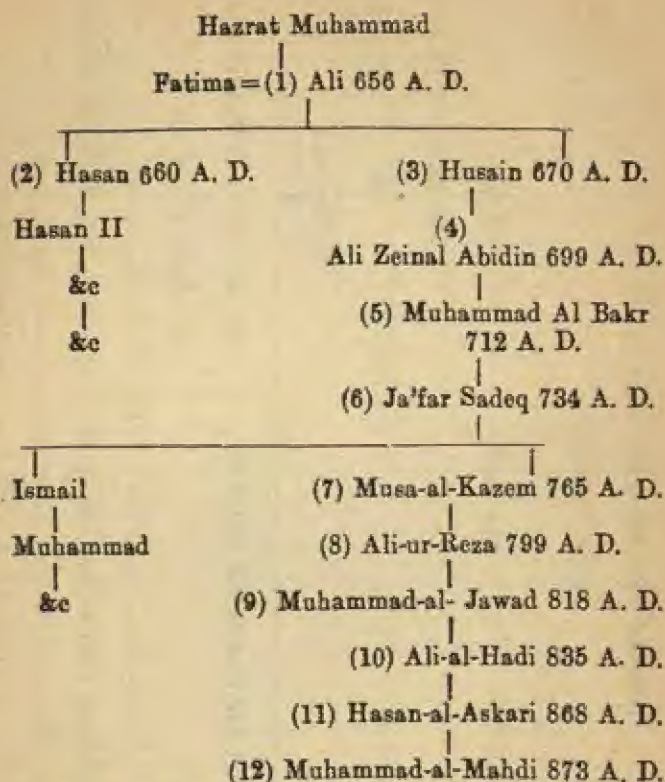 Hazrat Muhammad
Fatima=(1) Ali 656 A. D.
(2) Hasan 660 A. D.
Hasan II
&c
&c
(3) Husain 670 A. D.
(4)
Ali Zeinal Abidin 699 A. D.
(5) Muhammad Al Bakr
712 A. D.
(6) Ja'far Sadeq 734 A. D.
Ismail
Muhammad
&c
(7) Musa-al-Kazem 765 A. D.
(8) Ali-ur-Reza 799 A. D.
(9) Muhammad-al- Jawad 818 A. D.
(10) Ali-al-Hadi 835 A. D.
(11) Hasan-al-Askari 868 A. D.
(12) Muhammad-al-Mahdi 873 A. D.